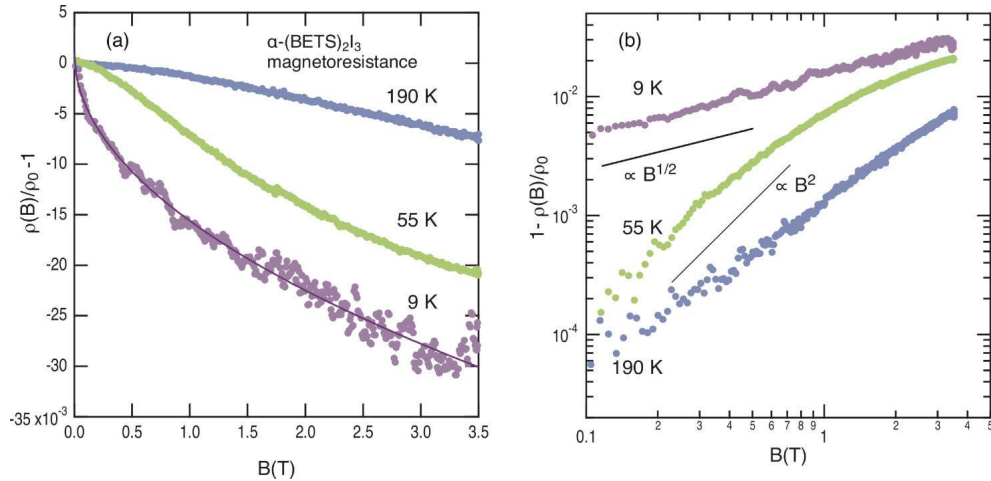 (a)
α-(BETS)₂I₃
magnetoresistance
190 K
55 K
9 K
ρ(B)/ρ₀-1
0
-5
-10
-15
-20
-25
-30
-35 x10⁻³
0.0 0.5 1.0 1.5 2.0 2.5 3.0 3.5
B(T)
(b)
9 K
∝ B¹/²
∝ B²
55 K
190 K
1- ρ(B)/ρ₀
10⁻²
10⁻³
10⁻⁴
0.1 2 3 4 5 6 7 8 9 1 2 3 4 5
B(T)